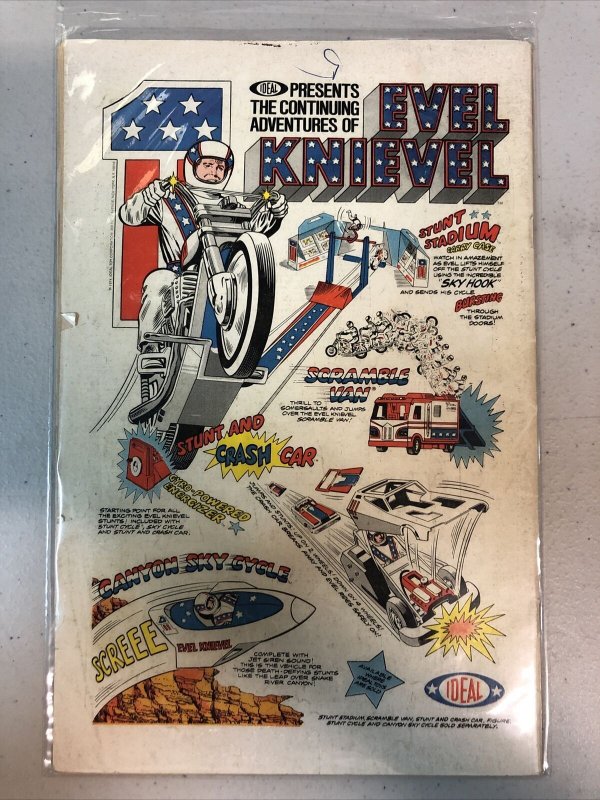 IDEAL PRESENTS
THE CONTINUING
ADVENTURES OF
EVEL
KNIEVEL
STUNT
STADIUM
CARRY CASE
WATCH IN AMAZEMENT
AS EVEL LIFTS HIMSELF
OFF THE STUNT CYCLE
USING THE INCREDIBLE
"SKY HOOK"
AND SENDS HIS CYCLE
BURSTING
THROUGH
THE STADIUM
DOORS!
SCRAMBLE
VAN
THRILL TO
SOMERSAULTS AND JUMPS
OVER THE EVEL KNIEVEL
SCRAMBLE VAN!
STUNT AND
CRASH CAR
GYRO-POWERED
ENERGIZER
STARTING POINT FOR ALL
THE EXCITING EVEL KNIEVEL
STUNTS! INCLUDED WITH
STUNT CYCLE, SKY CYCLE
AND STUNT AND CRASH CAR.
CANYON SKY CYCLE
SCREEE
EVEL KNIEVEL
COMPLETE WITH
JET SIREN SOUND!
THIS IS THE VEHICLE FOR
THOSE DEATH-DEFYING STUNTS
LIKE THE LEAP OVER SNAKE
RIVER CANYON!
AVAILABLE
WHERE
IDEAL TOYS
ARE SOLD
IDEAL
STUNT STADIUM, SCRAMBLE VAN, STUNT AND CRASH CAR, FIGURE,
STUNT CYCLE AND CANYON SKY CYCLE SOLD SEPARATELY.